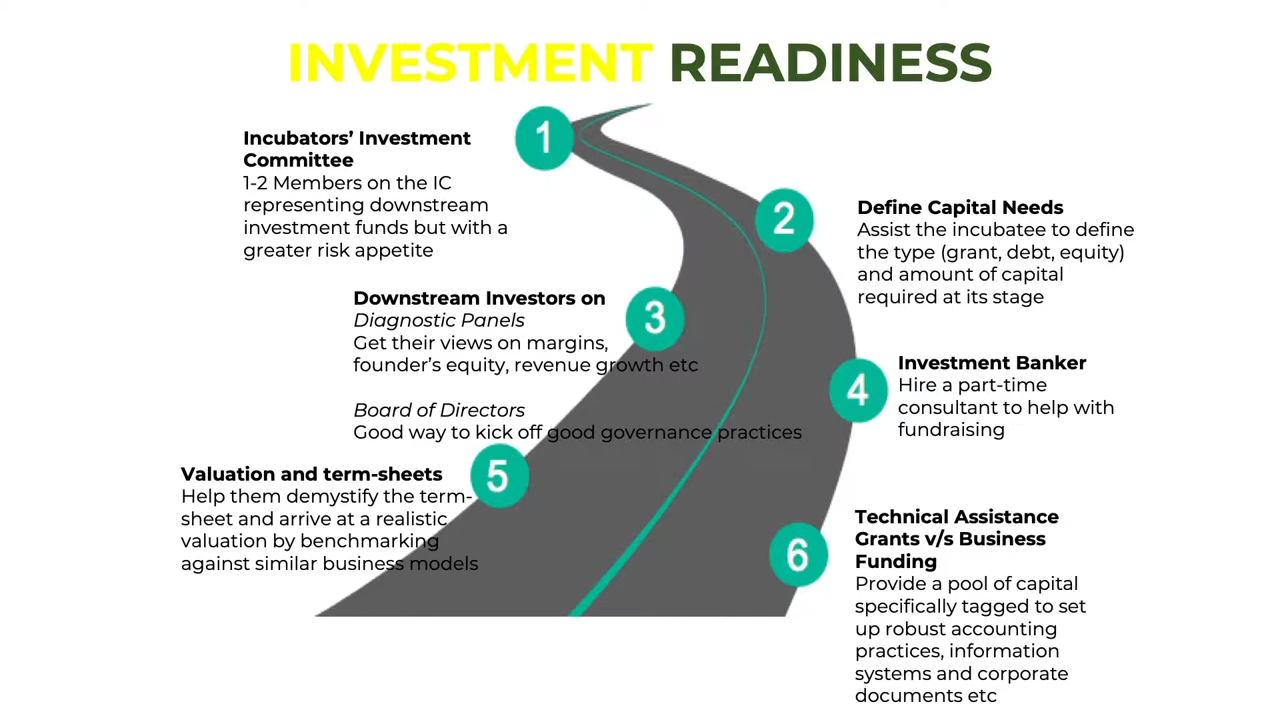 INVESTMENT READINESS
1
Incubators’ Investment
Committee
1-2 Members on the IC
representing downstream
investment funds but with a
greater risk appetite
2
Define Capital Needs
Assist the incubatee to define
the type (grant, debt, equity)
and amount of capital
required at its stage
3
Downstream Investors on
Diagnostic Panels
Get their views on margins,
founder’s equity, revenue growth etc
Board of Directors
Good way to kick off good governance practices
4
Investment Banker
Hire a part-time
consultant to help with
fundraising
5
Valuation and term-sheets
Help them demystify the term-
sheet and arrive at a realistic
valuation by benchmarking
against similar business models
6
Technical Assistance
Grants v/s Business
Funding
Provide a pool of capital
specifically tagged to set
up robust accounting
practices, information
systems and corporate
documents etc